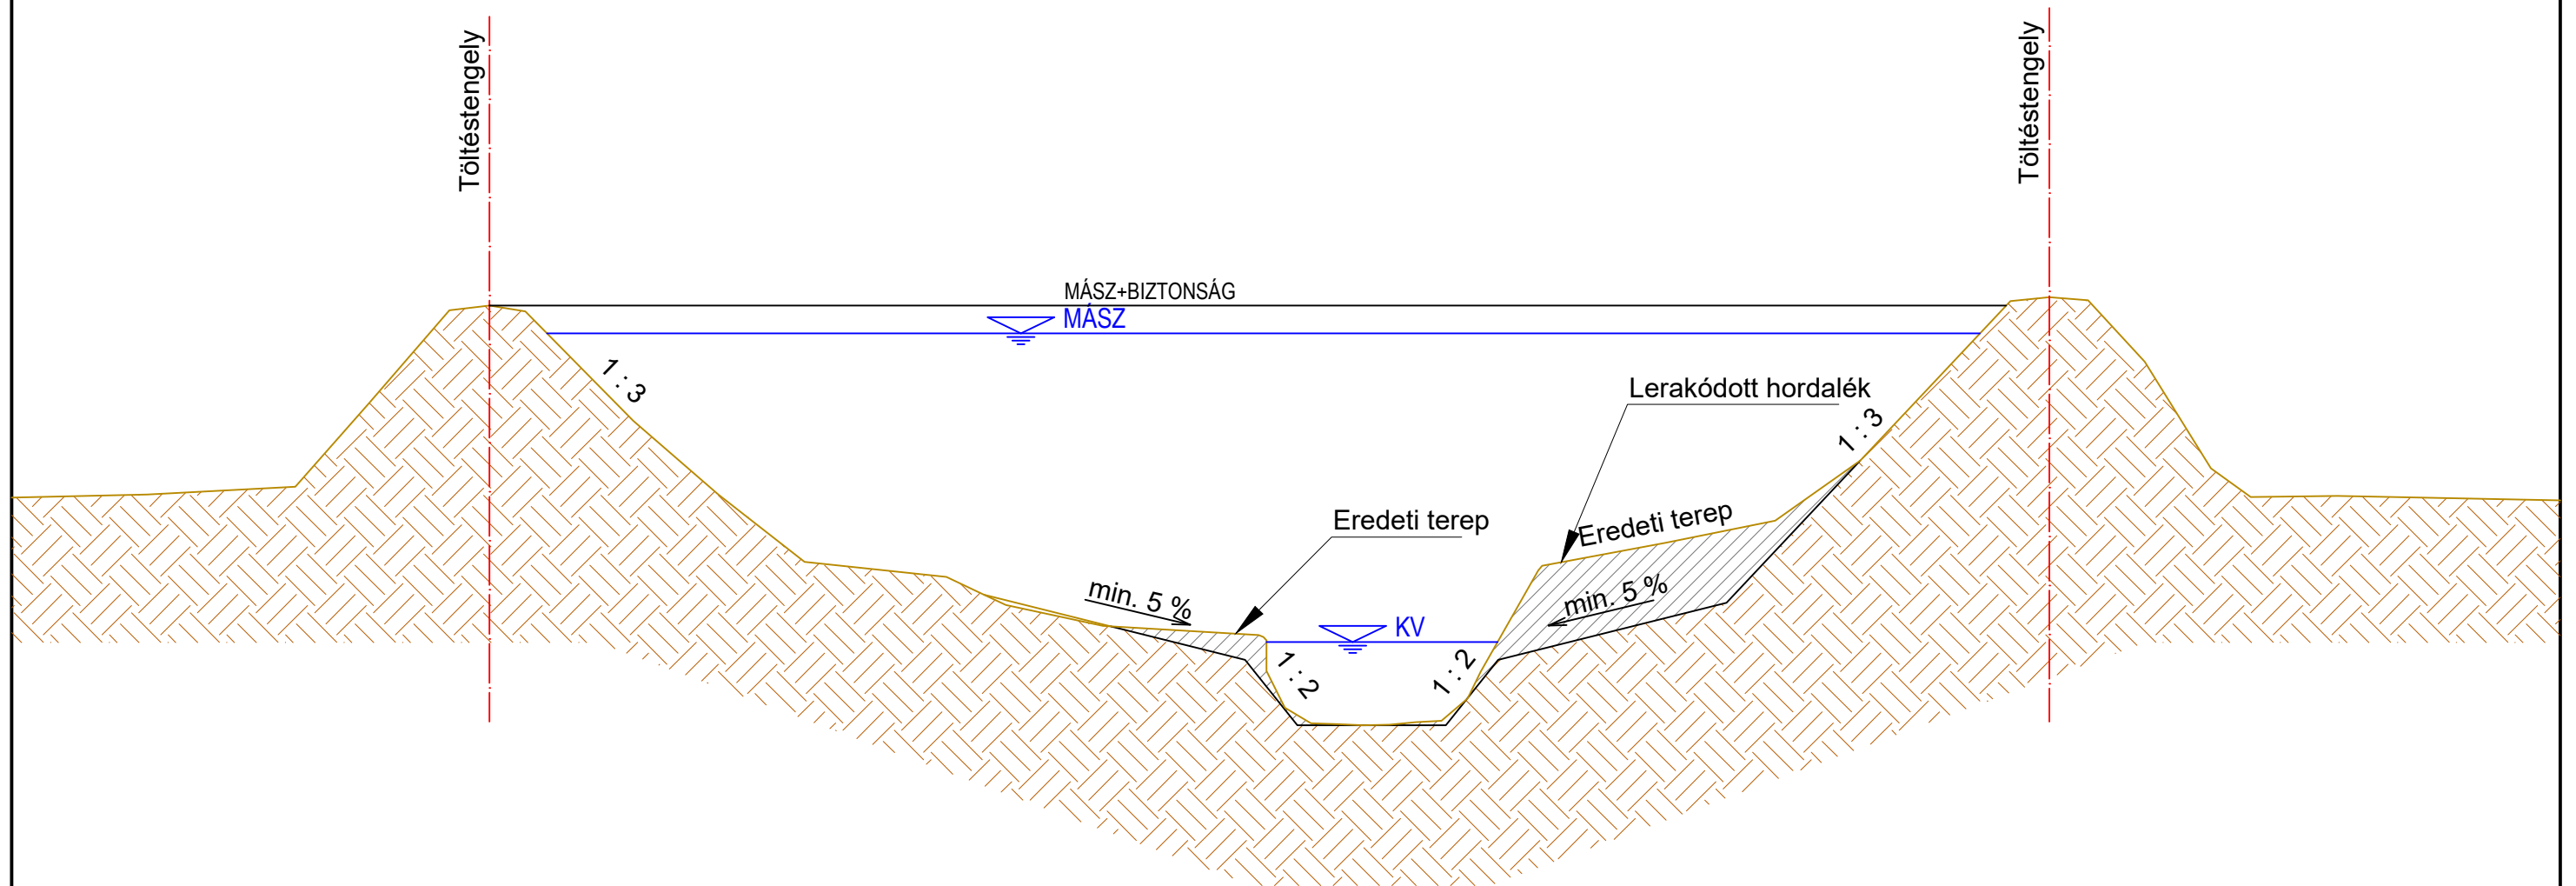 Töltéstengely
Töltéstengely
MÁSZ+BIZTONSÁG
MÁSZ
1 : 3
Lerakódott hordalék
1 : 3
Eredeti terep
Eredeti terep
min. 5 %
min. 5 %
KV
1 : 2
1 : 2